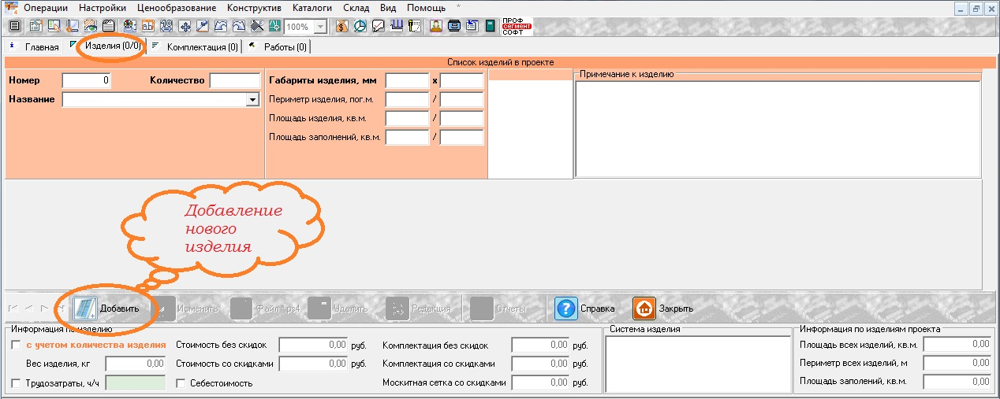 Операции Настройки Ценообразование Конструктив Каталоги Склад Вид Помощь *
100% ПРОФ
сегмент
СОФТ
Главная Изделия (0/0) Комплектация (0) Работы (0)
Список изделий в проекте
Номер 0 Количество Габариты изделия, мм x Примечание к изделию
Название Периметр изделия, пог.м. /
Площадь изделия, кв.м. /
Площадь заполнений, кв.м. /
Добавление
нового
изделия
Добавить Изменить Файл *.ps4 Удалить Редакция Отчеты ? Справка Закрыть
Информация по изделию Система изделия Информация по изделиям проекта
с учетом количества изделия Стоимость без скидок 0,00 руб. Комплектация без скидок 0,00 руб. Площадь всех изделий, кв.м. 0,00
Вес изделия, кг 0,00 Стоимость со скидками 0,00 руб. Комплектация со скидками 0,00 руб. Периметр всех изделий, м 0,00
Трудозатраты, ч/ч Себестоимость Москитная сетка со скидками 0,00 руб. Площадь заполений, кв.м. 0,00